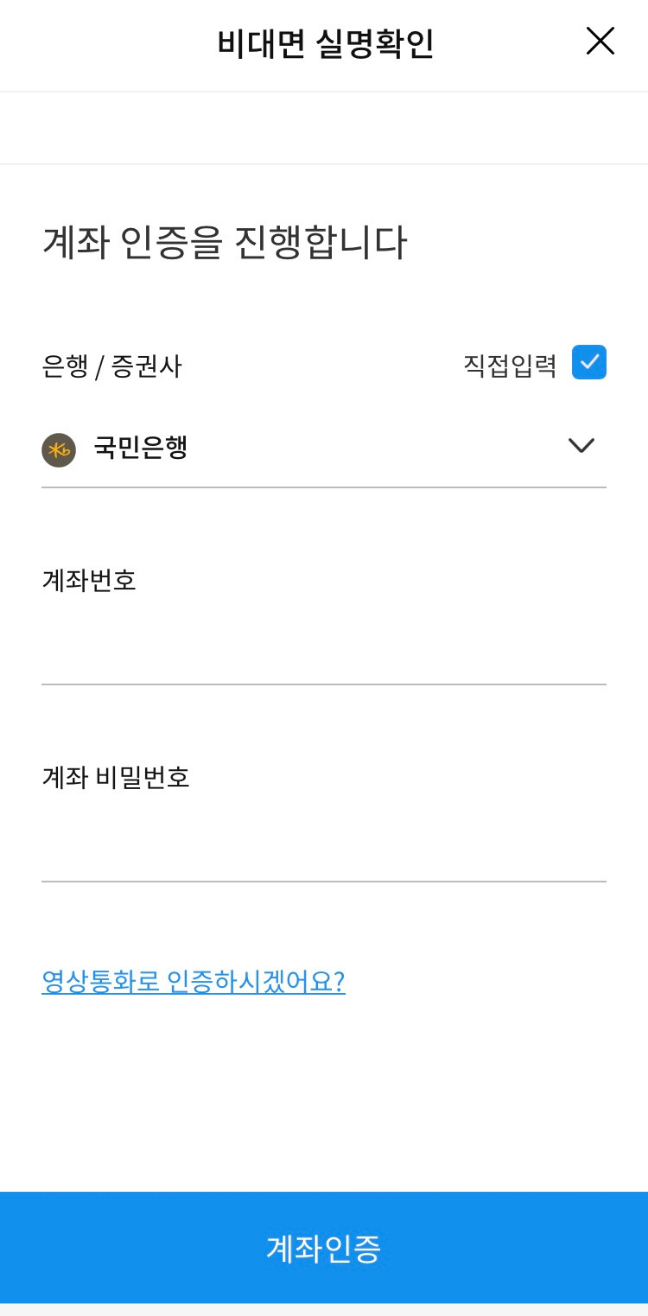 비대면 실명확인
계좌 인증을 진행합니다
은행 / 증권사 직접입력
국민은행
계좌번호
계좌 비밀번호
영상통화로 인증하시겠어요?
계좌인증